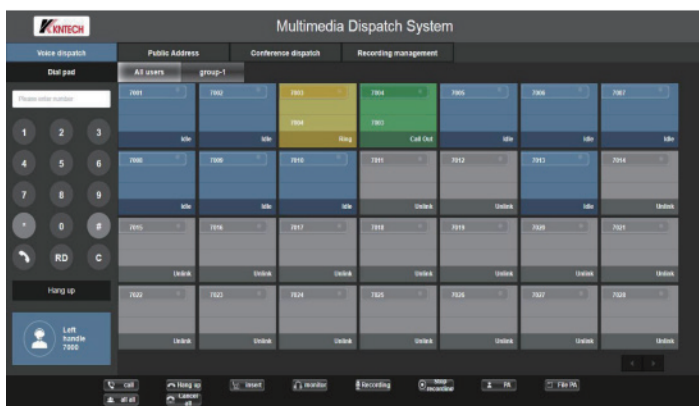 KNTECH
Multimedia Dispatch System
Voice dispatch Public Address Conference dispatch Recording management
Dial pad All users group-1
Please enter number
7001 7002 7003 7004 7005 7006 7007
7004 7003
Idle Idle Ring Call Out Idle Idle Idle
1 2 3
4 5 6
7 8 9
* 0 #
RD C
7008 7009 7010 7011 7012 7013 7014
Idle Idle Idle Unlink Unlink Idle Unlink
7015 7016 7017 7018 7019 7020 7021
Unlink Unlink Unlink Unlink Unlink Unlink Unlink
7022 7023 7024 7025 7026 7027 7028
Unlink Unlink Unlink Unlink Unlink Unlink Unlink
Hang up
Left
handle
7000
call Hang up insert monitor Recording stop recording PA File PA
all all Cancel all